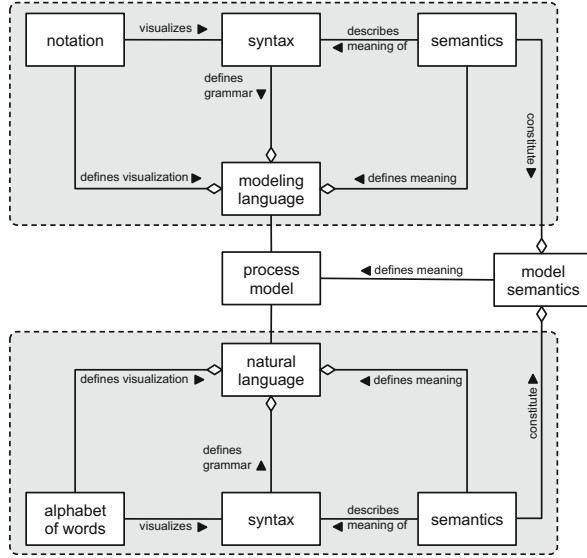 visualizes
describes
notation
syntax
semantics
meaning of
defines
grammar
constitute
defines visualization
modeling
language
defines meaning
process
model
defines meaning
model
semantics
natural
language
defines visualization
defines meaning
constitute
defines
grammar
alphabet
of words
visualizes
syntax
describes
meaning of
semantics